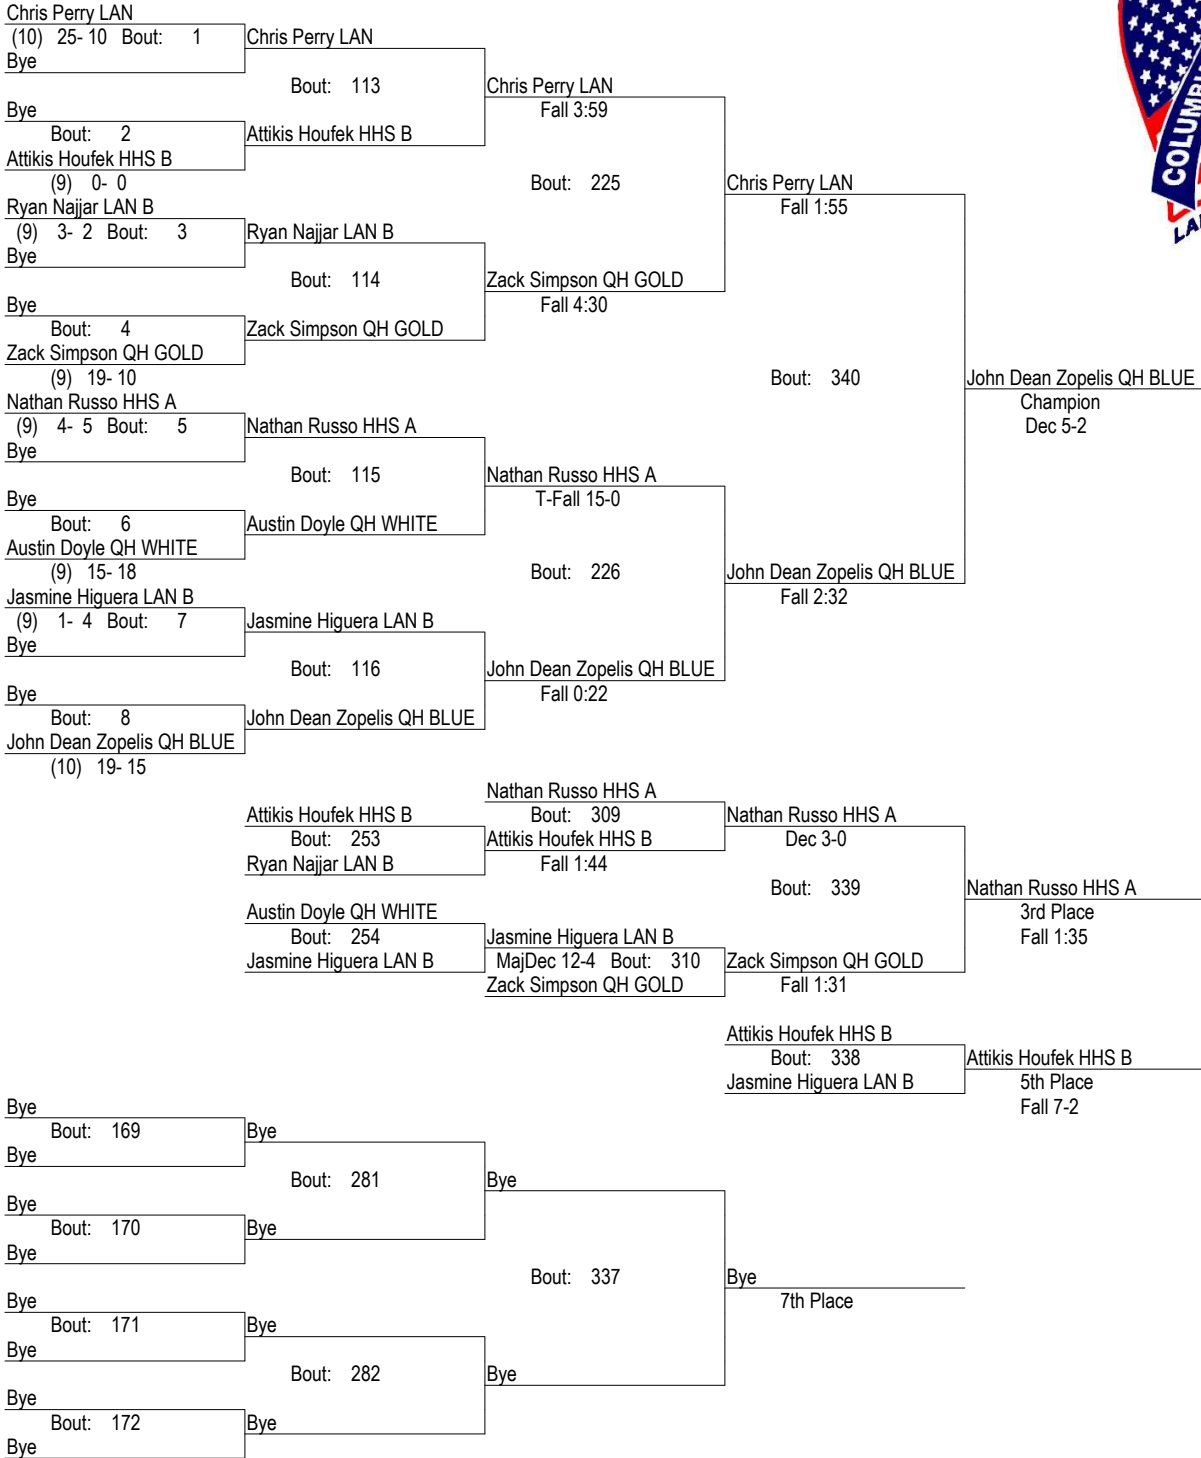 Chris Perry LAN
(10) 25- 10 Bout: 1 Chris Perry LAN
Bye
Bout: 113 Chris Perry LAN
Bye Fall 3:59
Bout: 2 Attikis Houfek HHS B
Attikis Houfek HHS B
(9) 0- 0 Bout: 225 Chris Perry LAN
Ryan Najjar LAN B Fall 1:55
(9) 3- 2 Bout: 3 Ryan Najjar LAN B
Bye
Bout: 114 Zack Simpson QH GOLD
Bye Fall 4:30
Bout: 4 Zack Simpson QH GOLD
Zack Simpson QH GOLD
(9) 19- 10 Bout: 340 John Dean Zopelis QH BLUE
Nathan Russo HHS A Champion
(9) 4- 5 Bout: 5 Nathan Russo HHS A Dec 5-2
Bye
Bout: 115 Nathan Russo HHS A
Bye T-Fall 15-0
Bout: 6 Austin Doyle QH WHITE
Austin Doyle QH WHITE
(9) 15- 18 Bout: 226 John Dean Zopelis QH BLUE
Jasmine Higuera LAN B Fall 2:32
(9) 1- 4 Bout: 7 Jasmine Higuera LAN B
Bye
Bout: 116 John Dean Zopelis QH BLUE
Bye Fall 0:22
Bout: 8 John Dean Zopelis QH BLUE
John Dean Zopelis QH BLUE
(10) 19- 15
Nathan Russo HHS A
Attikis Houfek HHS B Bout: 309 Nathan Russo HHS A
Bout: 253 Attikis Houfek HHS B Dec 3-0
Ryan Najjar LAN B Fall 1:44
Bout: 339 Nathan Russo HHS A
Austin Doyle QH WHITE 3rd Place
Bout: 254 Jasmine Higuera LAN B Fall 1:35
Jasmine Higuera LAN B MajDec 12-4 Bout: 310 Zack Simpson QH GOLD
Zack Simpson QH GOLD Fall 1:31
Attikis Houfek HHS B
Bout: 338 Attikis Houfek HHS B
Jasmine Higuera LAN B 5th Place
Bye Fall 7-2
Bout: 169 Bye
Bye
Bout: 281 Bye
Bye
Bout: 170 Bye
Bye
Bout: 337 Bye
Bye 7th Place
Bout: 171 Bye
Bye
Bout: 282 Bye
Bye
Bout: 172 Bye
Bye